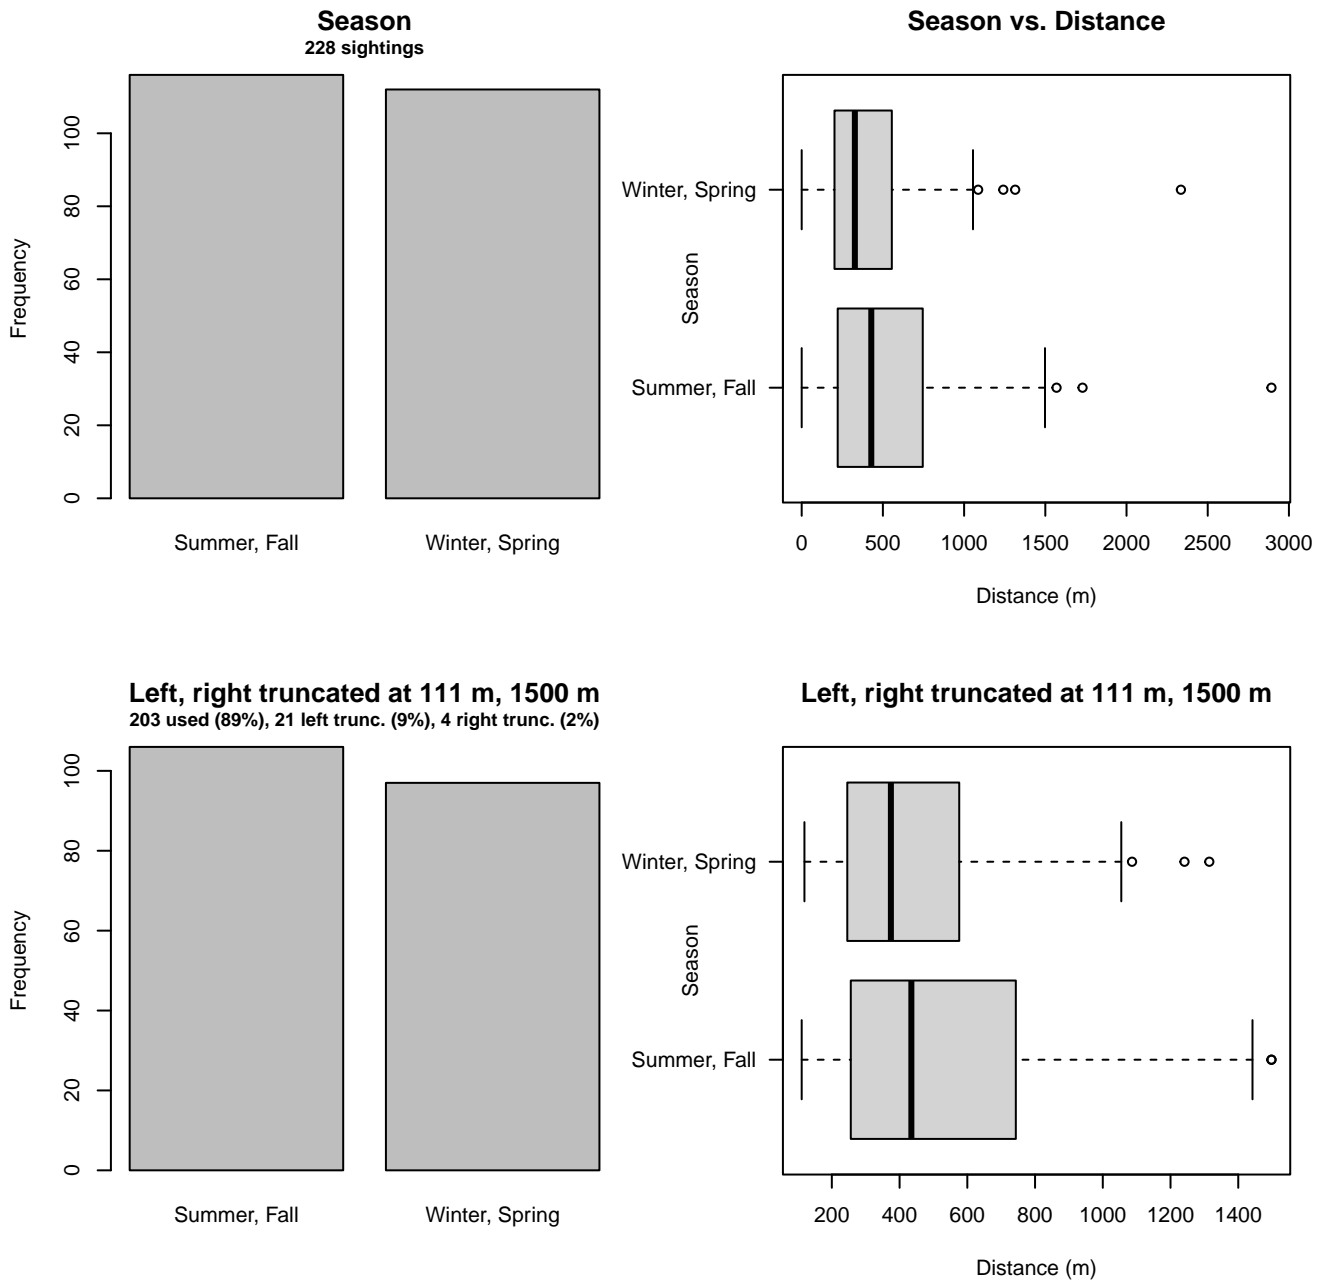 Season
228 sightings
Frequency
0
20
40
60
80
100
Summer, Fall
Winter, Spring
Season vs. Distance
Season
Winter, Spring
Summer, Fall
0
500
1000
1500
2000
2500
3000
Distance (m)
Left, right truncated at 111 m, 1500 m
203 used (89%), 21 left trunc. (9%), 4 right trunc. (2%)
Frequency
0
20
40
60
80
100
Summer, Fall
Winter, Spring
Left, right truncated at 111 m, 1500 m
Season
Winter, Spring
Summer, Fall
200
400
600
800
1000
1200
1400
Distance (m)